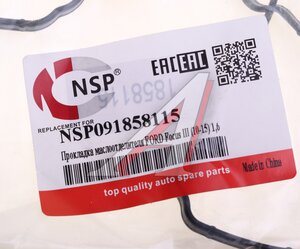 NSP®
EAC EAC
1858115
REPLACEMENT FOR
NSP091858115
Прокладка маслоотделителя FORD Focus III (10-15) 1,6
Made in China
top quality auto spare parts